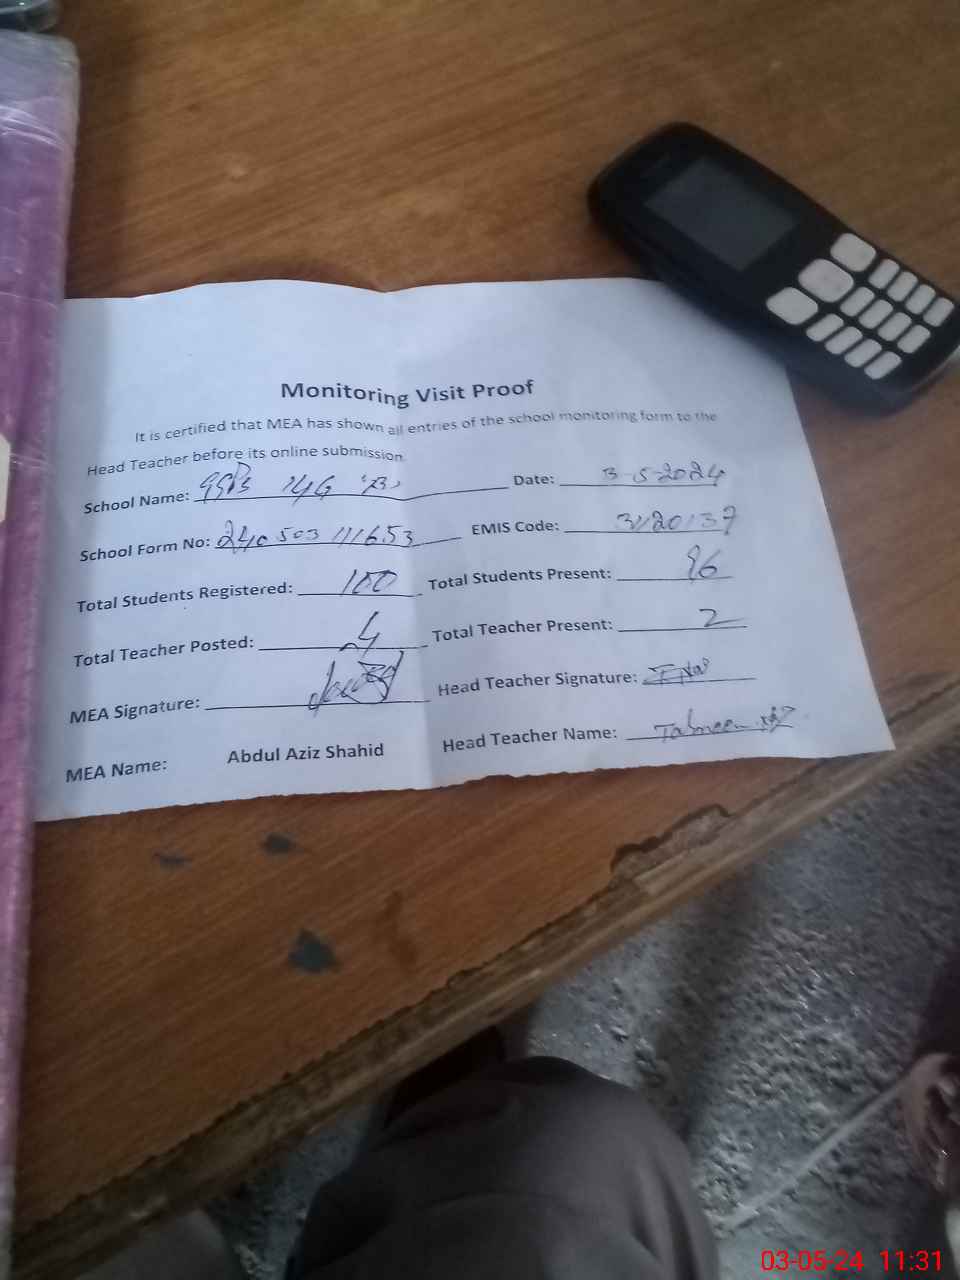 Monitoring Visit Proof
It is certified that MEA has shown all entries of the school monitoring form to the
Head Teacher before its online submission.
School Name: 14G "B" Date: 3-5-2024
School Form No: 240503111653 EMIS Code: 31120137
Total Students Registered: 100 Total Students Present: 96
Total Teacher Posted: 4 Total Teacher Present: 2
MEA Signature: Head Teacher Signature:
MEA Name: Abdul Aziz Shahid Head Teacher Name:
03-05-24 11:31